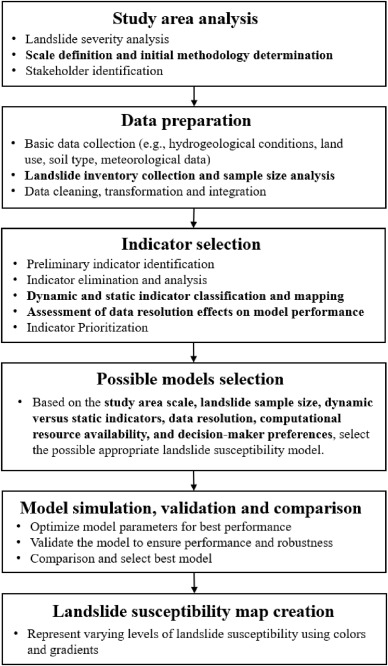 Study area analysis
• Landslide severity analysis
• Scale definition and initial methodology determination
• Stakeholder identification
Data preparation
• Basic data collection (e.g., hydrogeological conditions, land
use, soil type, meteorological data)
• Landslide inventory collection and sample size analysis
• Data cleaning, transformation and integration
Indicator selection
• Preliminary indicator identification
• Indicator elimination and analysis
• Dynamic and static indicator classification and mapping
• Assessment of data resolution effects on model performance
• Indicator Prioritization
Possible models selection
• Based on the study area scale, landslide sample size, dynamic
versus static indicators, data resolution, computational
resource availability, and decision-maker preferences, select
the possible appropriate landslide susceptibility model.
Model simulation, validation and comparison
• Optimize model parameters for best performance
• Validate the model to ensure performance and robustness
• Comparison and select best model
Landslide susceptibility map creation
• Represent varying levels of landslide susceptibility using colors
and gradients